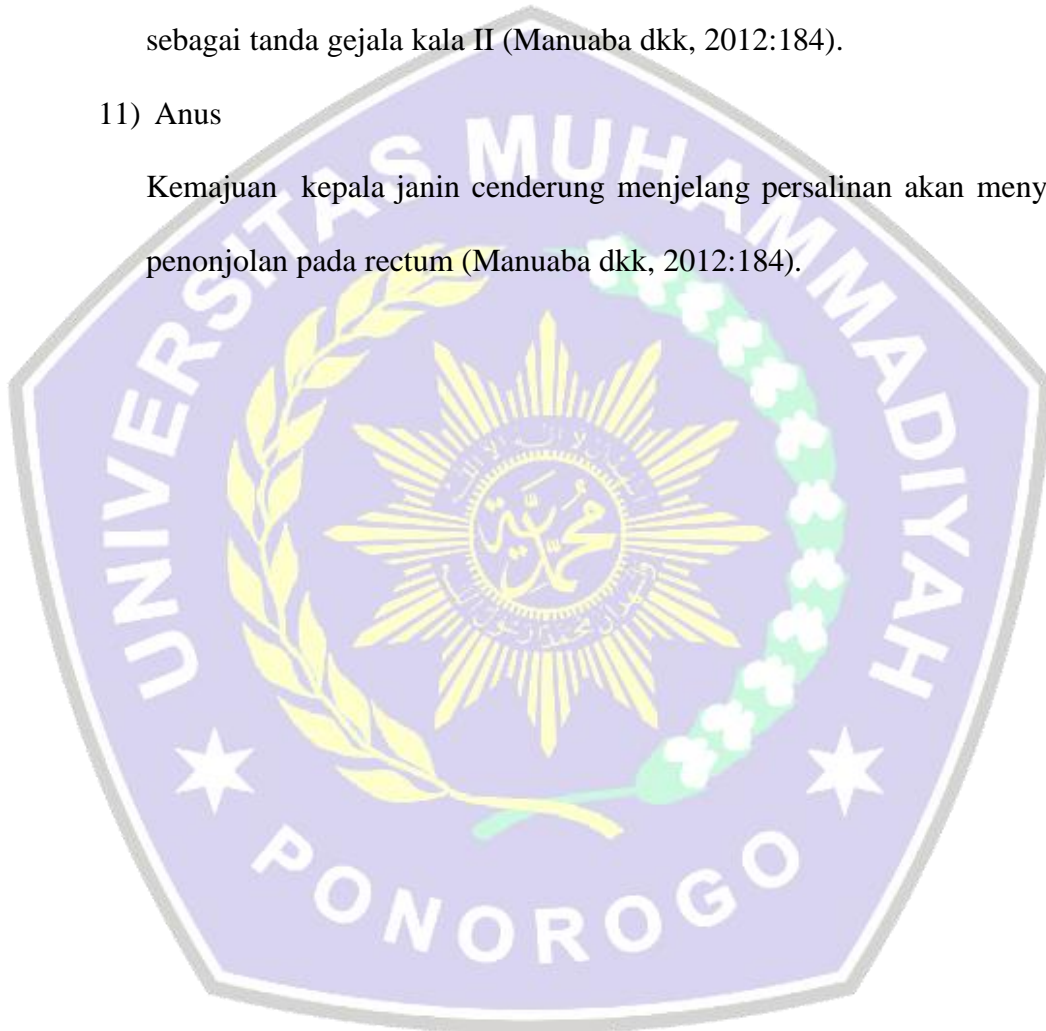 sebagai tanda gejala kala II (Manuaba dkk, 2012:184).
11) Anus
Kemajuan kepala janin cenderung menjelang persalinan akan meny
penonjolan pada rectum (Manuaba dkk, 2012:184).
UNIVERSITAS MUHAMMADIYAH
محمدية
PONOROGO